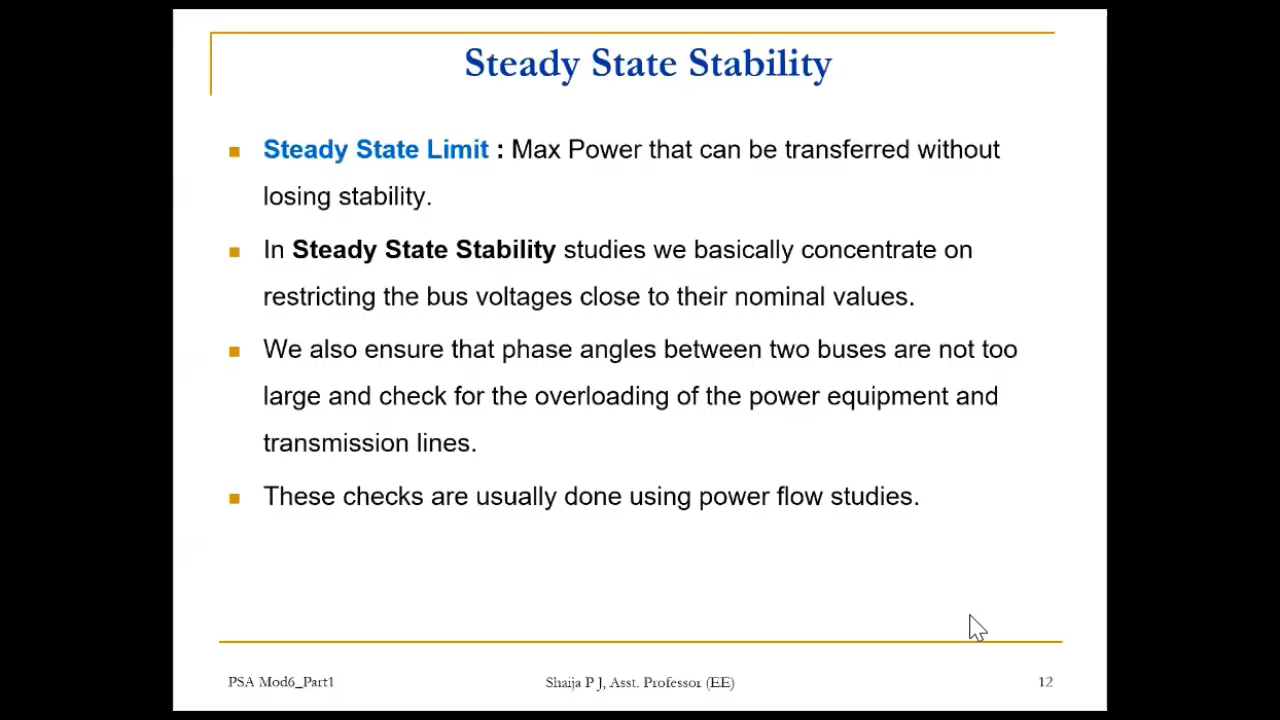 Steady State Stability
Steady State Limit : Max Power that can be transferred without
losing stability.
In Steady State Stability studies we basically concentrate on
restricting the bus voltages close to their nominal values.
We also ensure that phase angles between two buses are not too
large and check for the overloading of the power equipment and
transmission lines.
These checks are usually done using power flow studies.
PSA Mod6_Part1
Shaija P J, Asst. Professor (EE)
12